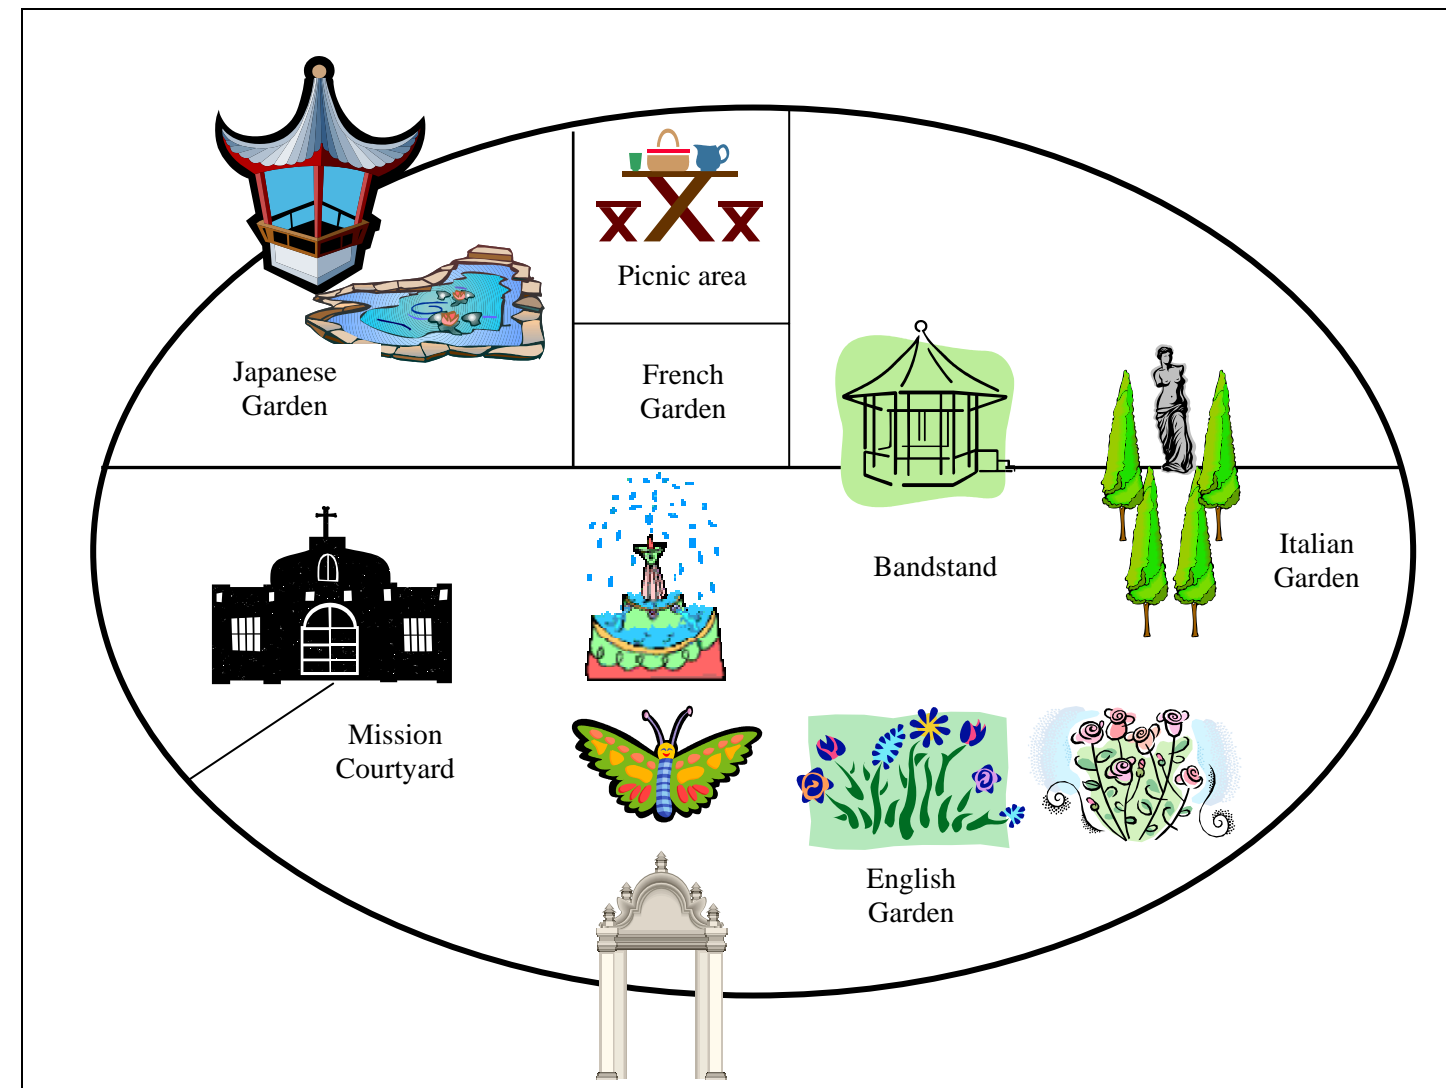 Picnic area
Japanese
Garden
French
Garden
Bandstand
Italian
Garden
Mission
Courtyard
English
Garden